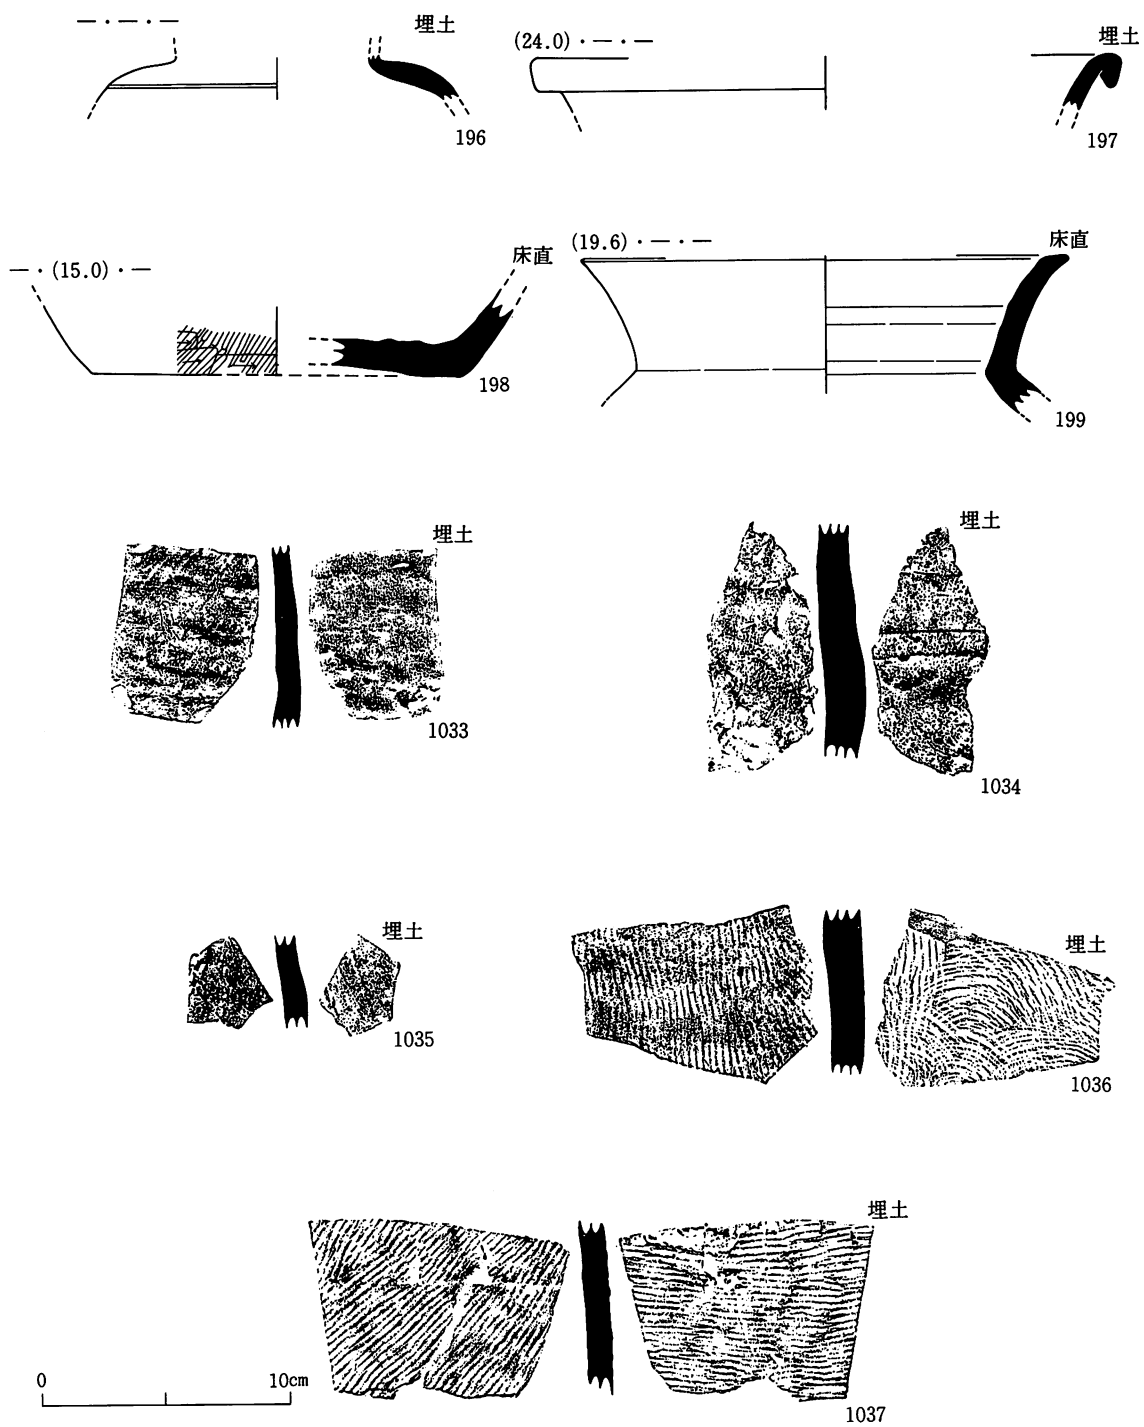 —·—·—
埋土
196
(24.0)·—·—
埋土
197
—·(15.0)·—
床直
198
(19.6)·—·—
床直
199
埋土
1033
埋土
1034
埋土
1035
埋土
1036
埋土
1037
0 10cm